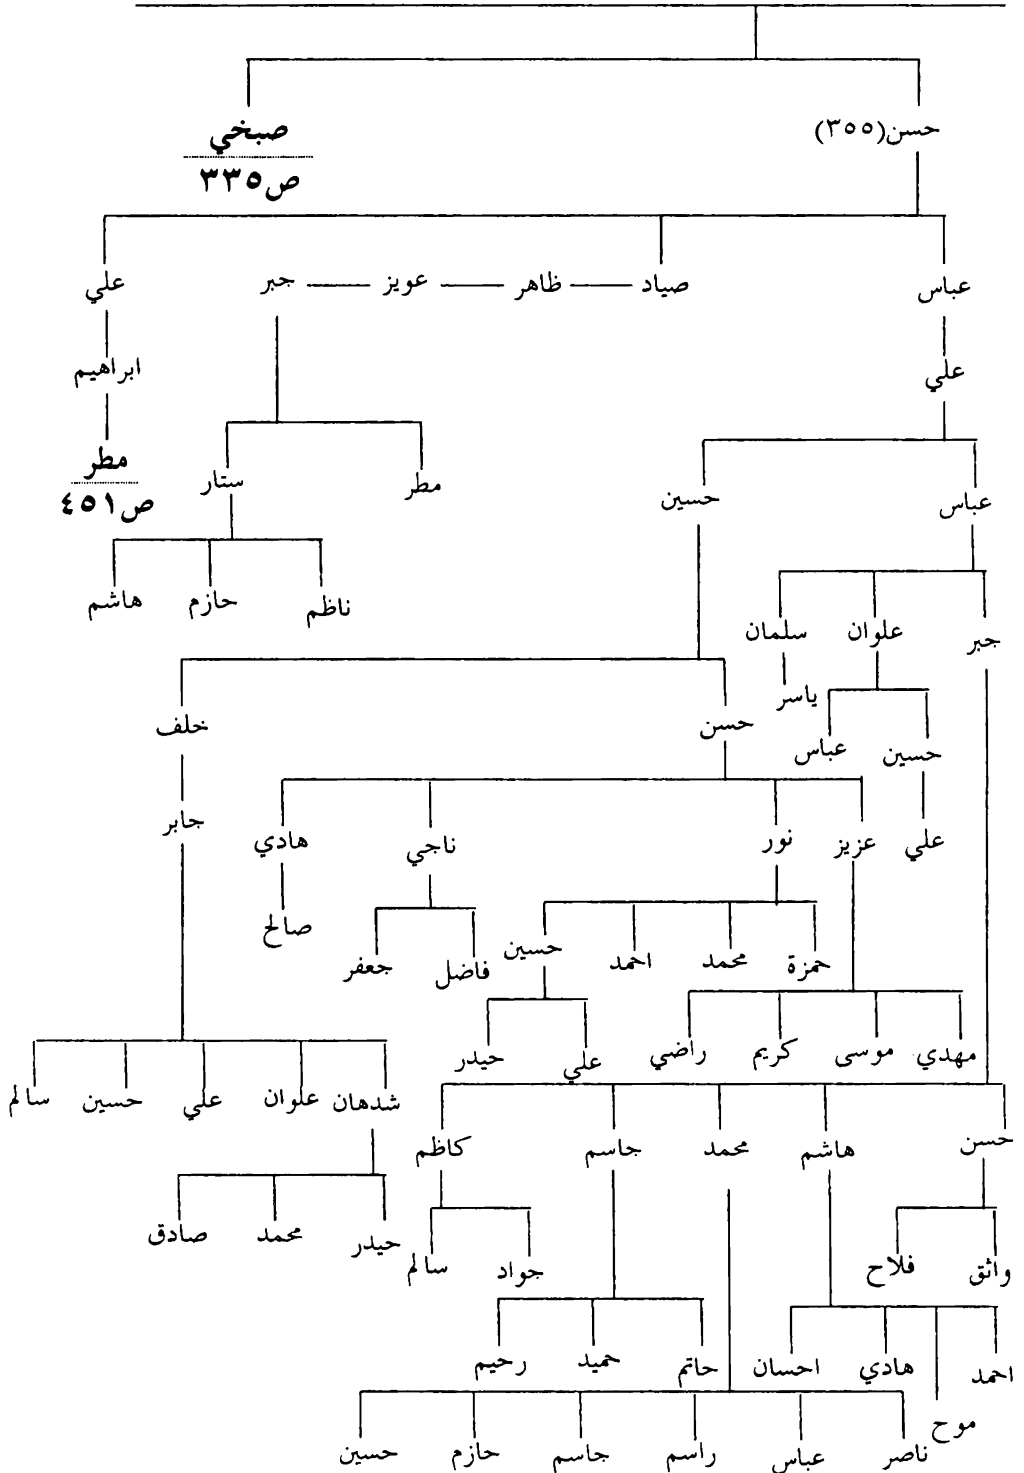 حسن(٣٥٥) صبخي
ص٣٣٥
عباس صياد ظاهر عويز جبر علي
علي ابراهيم
مطر
ص٤٥١
مطر ستار
عباس حسين
ناظم حازم هاشم
جبر علوان سلمان
ياسر
حسن خلف
حسين عباس
جابر
علي عزيز نور ناجي هادي
صالح
حمزة محمد احمد حسين
فاضل جعفر
مهدي موسى كريم راضي علي حيدر
شدهان علوان علي حسين سالم
حسن هاشم محمد جاسم كاظم
حيدر محمد صادق
واثق فلاح جواد سالم
احمد هادي احسان حاتم حميد رحيم
موح
ناصر عباس راسم جاسم حازم حسين